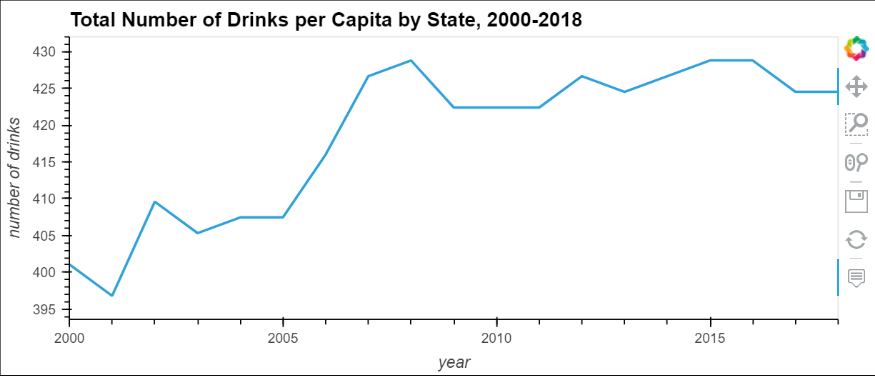 Total Number of Drinks per Capita by State, 2000-2018
430
425
420
415
410
405
400
395
number of drinks
2000 2005 2010 2015
year